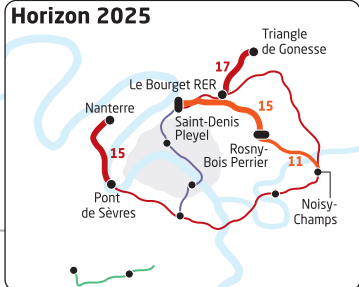 Horizon 2025
Triangle
de Gonesse
17
Le Bourget RER
Nanterre
15
Saint-Denis
Pleyel
Rosny-
Bois Perrier
15
11
Pont
de Sèvres
Noisy-
Champs